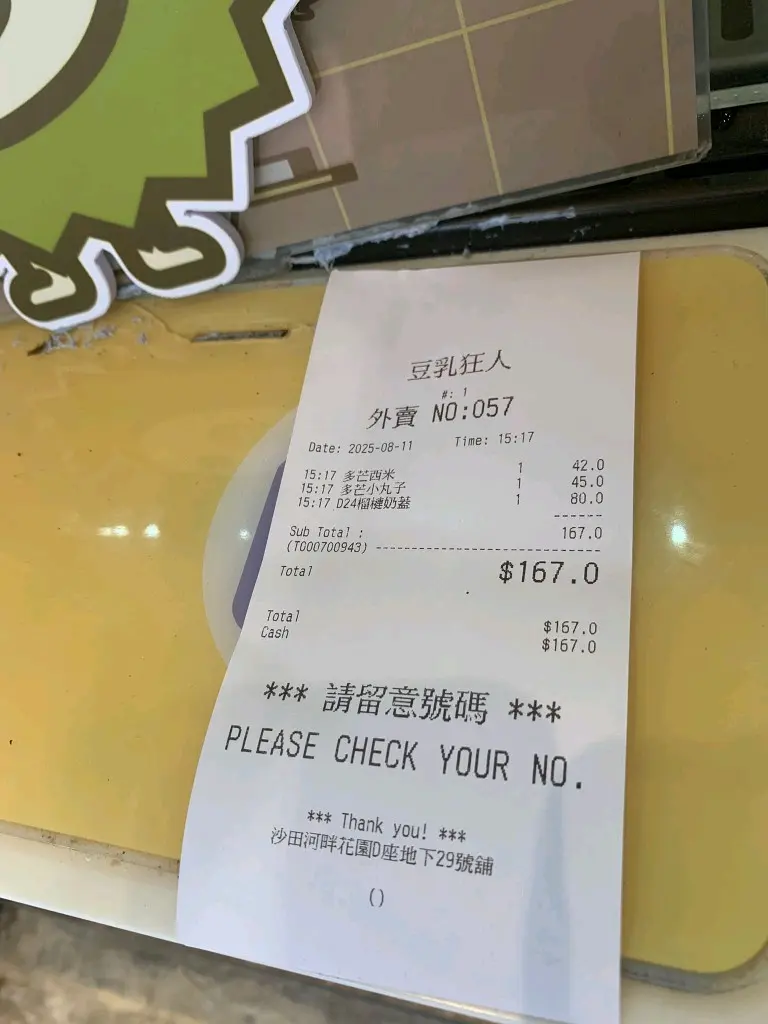 豆乳狂人
#: 1
外賣 NO:057
Date: 2025-08-11 Time: 15:17
15:17 多芒西米 1 42.0
15:17 多芒小丸子 1 45.0
15:17 D24榴槤奶蓋 1 80.0
------
Sub Total : 167.0
(T000700943) ------------------------------
Total $167.0
Total $167.0
Cash $167.0
*** 請留意號碼 ***
PLEASE CHECK YOUR NO.
*** Thank you! ***
沙田河畔花園D座地下29號舖
()